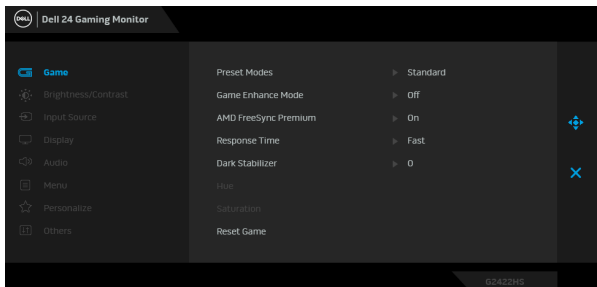 DELL
Dell 24 Gaming Monitor
Game
Brightness/Contrast
Input Source
Display
Audio
Menu
Personalize
Others
Preset Modes Standard
Game Enhance Mode Off
AMD FreeSync Premium On
Response Time Fast
Dark Stabilizer 0
Hue
Saturation
Reset Game
G2422HS